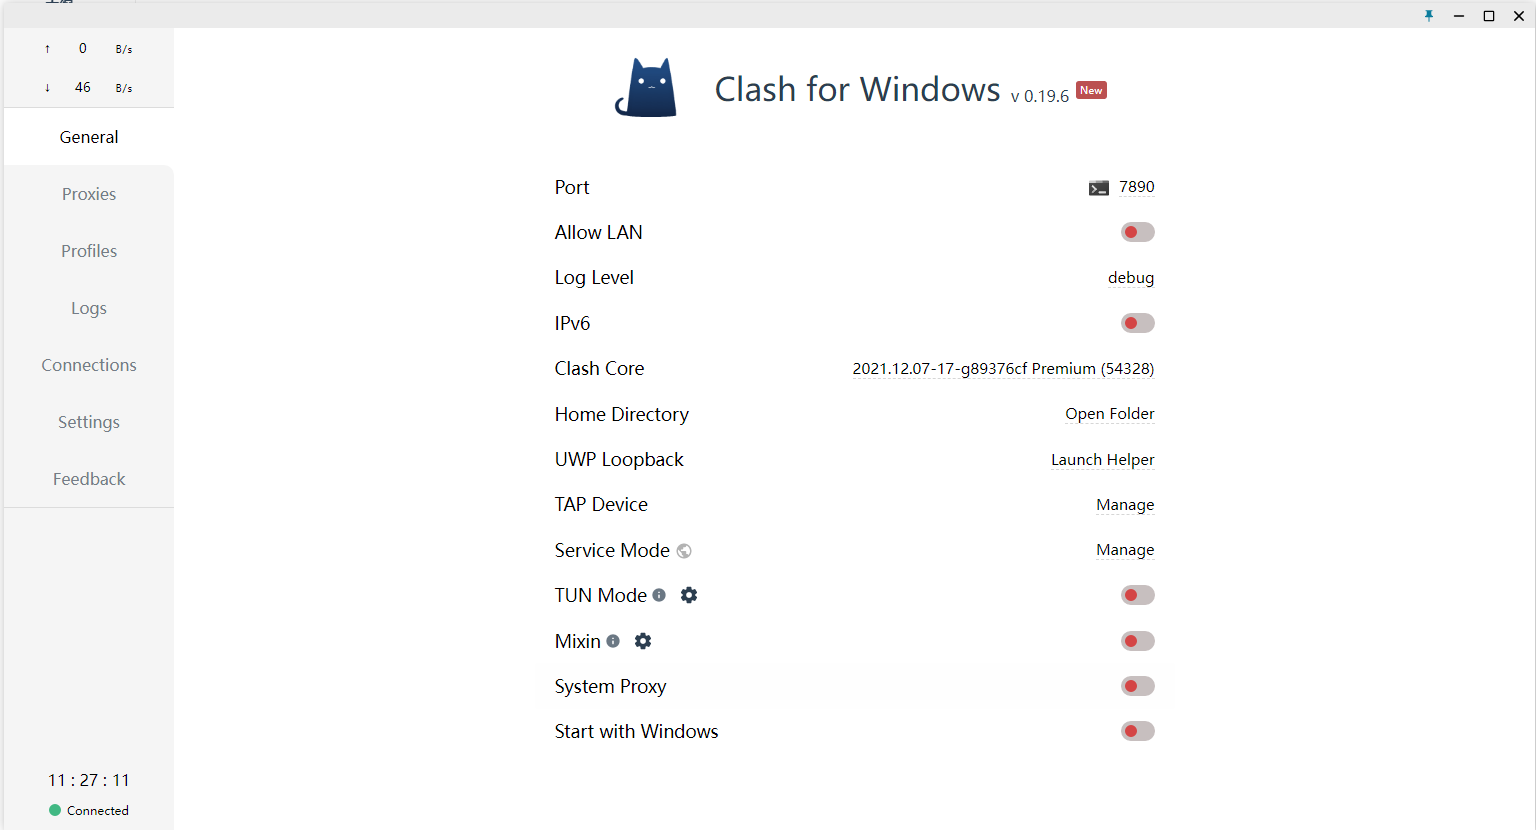 ↑ 0 B/s
↓ 46 B/s
General
Proxies
Profiles
Logs
Connections
Settings
Feedback
11 : 27 : 11
Connected
Clash for Windows v 0.19.6 New
Port 7890
Allow LAN
Log Level debug
IPv6
Clash Core 2021.12.07-17-g89376cf Premium (54328)
Home Directory Open Folder
UWP Loopback Launch Helper
TAP Device Manage
Service Mode Manage
TUN Mode
Mixin
System Proxy
Start with Windows